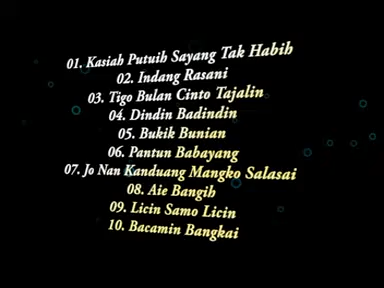 01. Kasiah Putuih Sayang Tak Habih
02. Indang Rasani
03. Tigo Bulan Cinto Tajalin
04. Dindin Badindin
05. Bukik Bunian
06. Pantun Babayang
07. Jo Nan Kanduang Mangko Salasai
08. Aie Bangih
09. Licin Samo Licin
10. Bacamin Bangkai